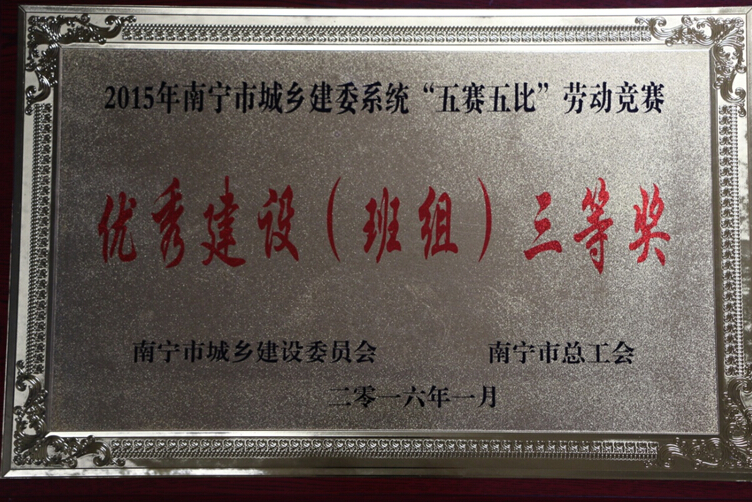 2015年南宁市城乡建委系统“五赛五比”劳动竞赛
优秀建设（班组）三等奖
南宁市城乡建设委员会 南宁市总工会
二零一六年一月